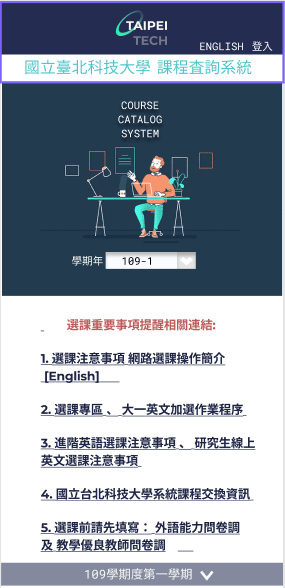 TAIPEI
TECH
ENGLISH 登入
國立臺北科技大學 課程查詢系統
COURSE
CATALOG
SYSTEM
學期年 109-1
選課重要事項提醒相關連結:
1. 選課注意事項 網路選課操作簡介
[English]
2. 選課專區 、 大一英文加選作業程序
3. 進階英語選課注意事項 、 研究生線上
英文選課注意事項
4. 國立台北科技大學系統課程交換資訊
5. 選課前請先填寫： 外語能力問卷調
及 教學優良教師問卷調
109學期度第一學期